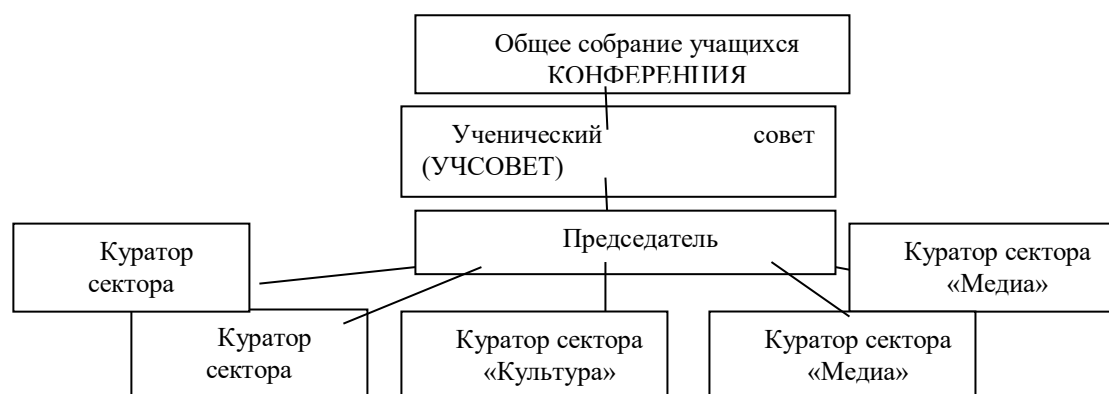 Общее собрание учащихся
КОНФЕРЕНЦИЯ
Ученический совет
(УЧСОВЕТ)
Председатель
Куратор
сектора
Куратор сектора
«Медиа»
Куратор
сектора
Куратор сектора
«Культура»
Куратор сектора
«Медиа»